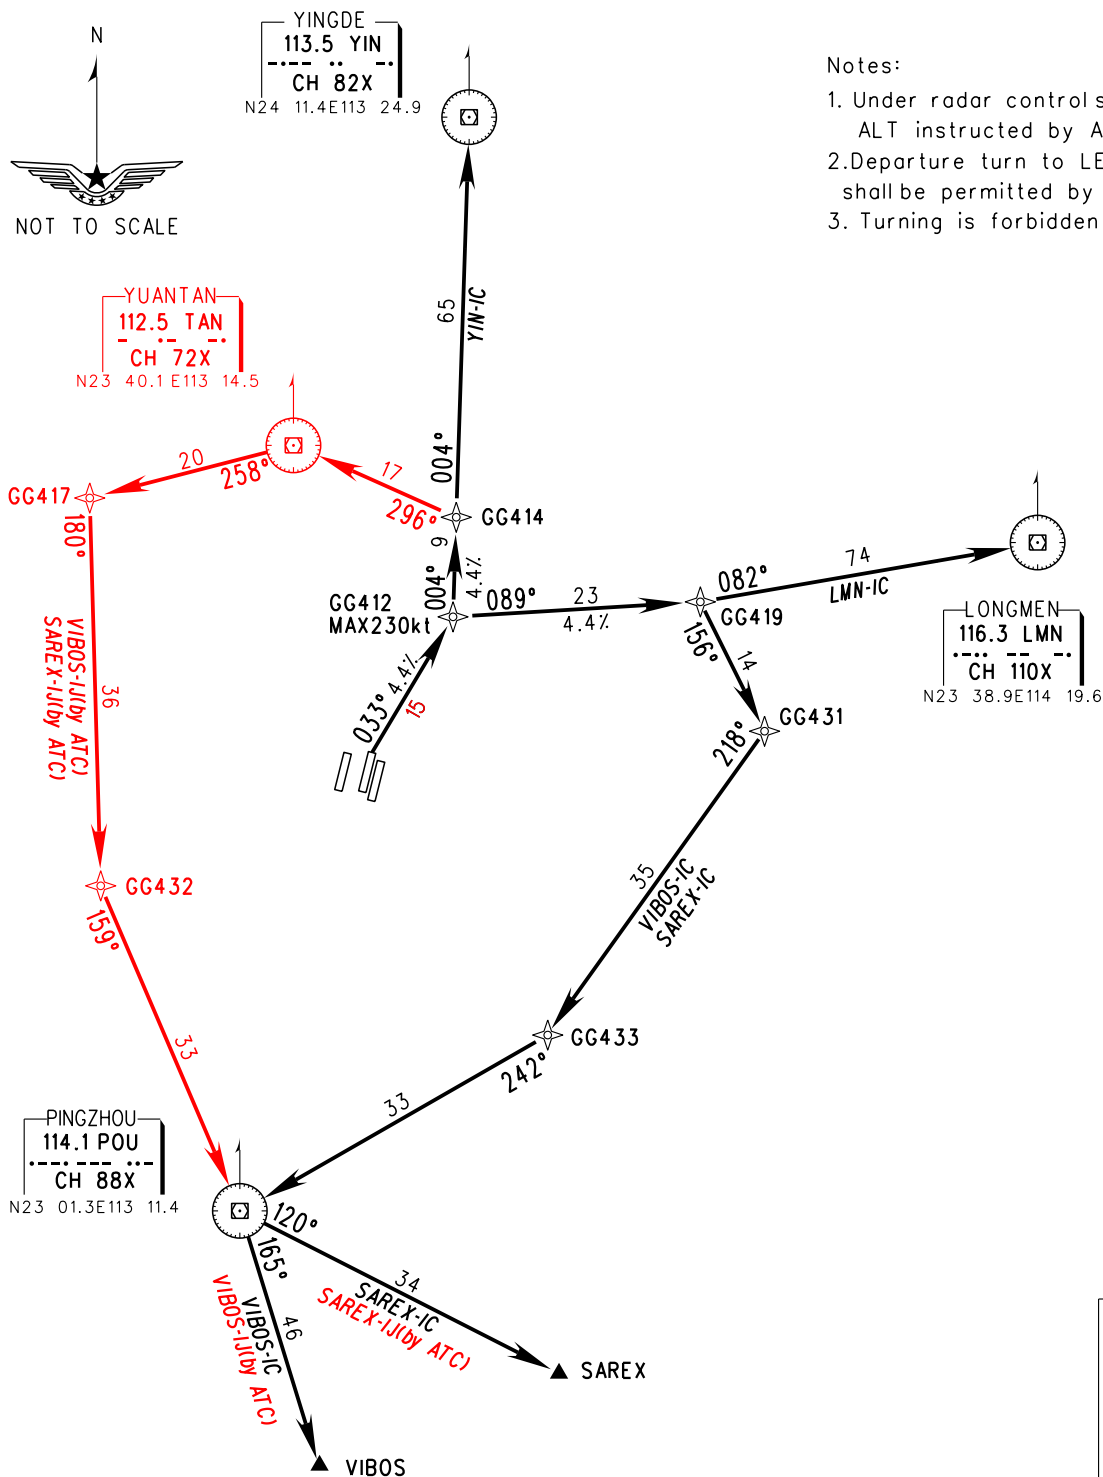 N
NOT TO SCALE
YINGDE
113.5 YIN
CH 82X
N24 11.4E113 24.9
Notes:
1. Under radar control s
ALT instructed by A
2.Departure turn to LE
shall be permitted by
3. Turning is forbidden
YUANTAN
112.5 TAN
CH 72X
N23 40.1 E113 14.5
65
YIN-IC
004°
20
258°
17
296°
GG417
180°
GG414
9
4.4%
004°
GG412
MAX230kt
089°
23
4.4%
082°
74
LMN-IC
GG419
156°
14
LONGMEN
116.3 LMN
CH 110X
N23 38.9E114 19.6
033°
4.4%
15
GG431
218°
36
VIBOS-IJ(by ATC)
SAREX-IJ(by ATC)
GG432
159°
35
VIBOS-IC
SAREX-IC
33
GG433
242°
33
PINGZHOU
114.1 POU
CH 88X
N23 01.3E113 11.4
120°
165°
34
SAREX-IC
SAREX-IJ(by ATC)
46
VIBOS-IC
VIBOS-IJ(by ATC)
SAREX
VIBOS